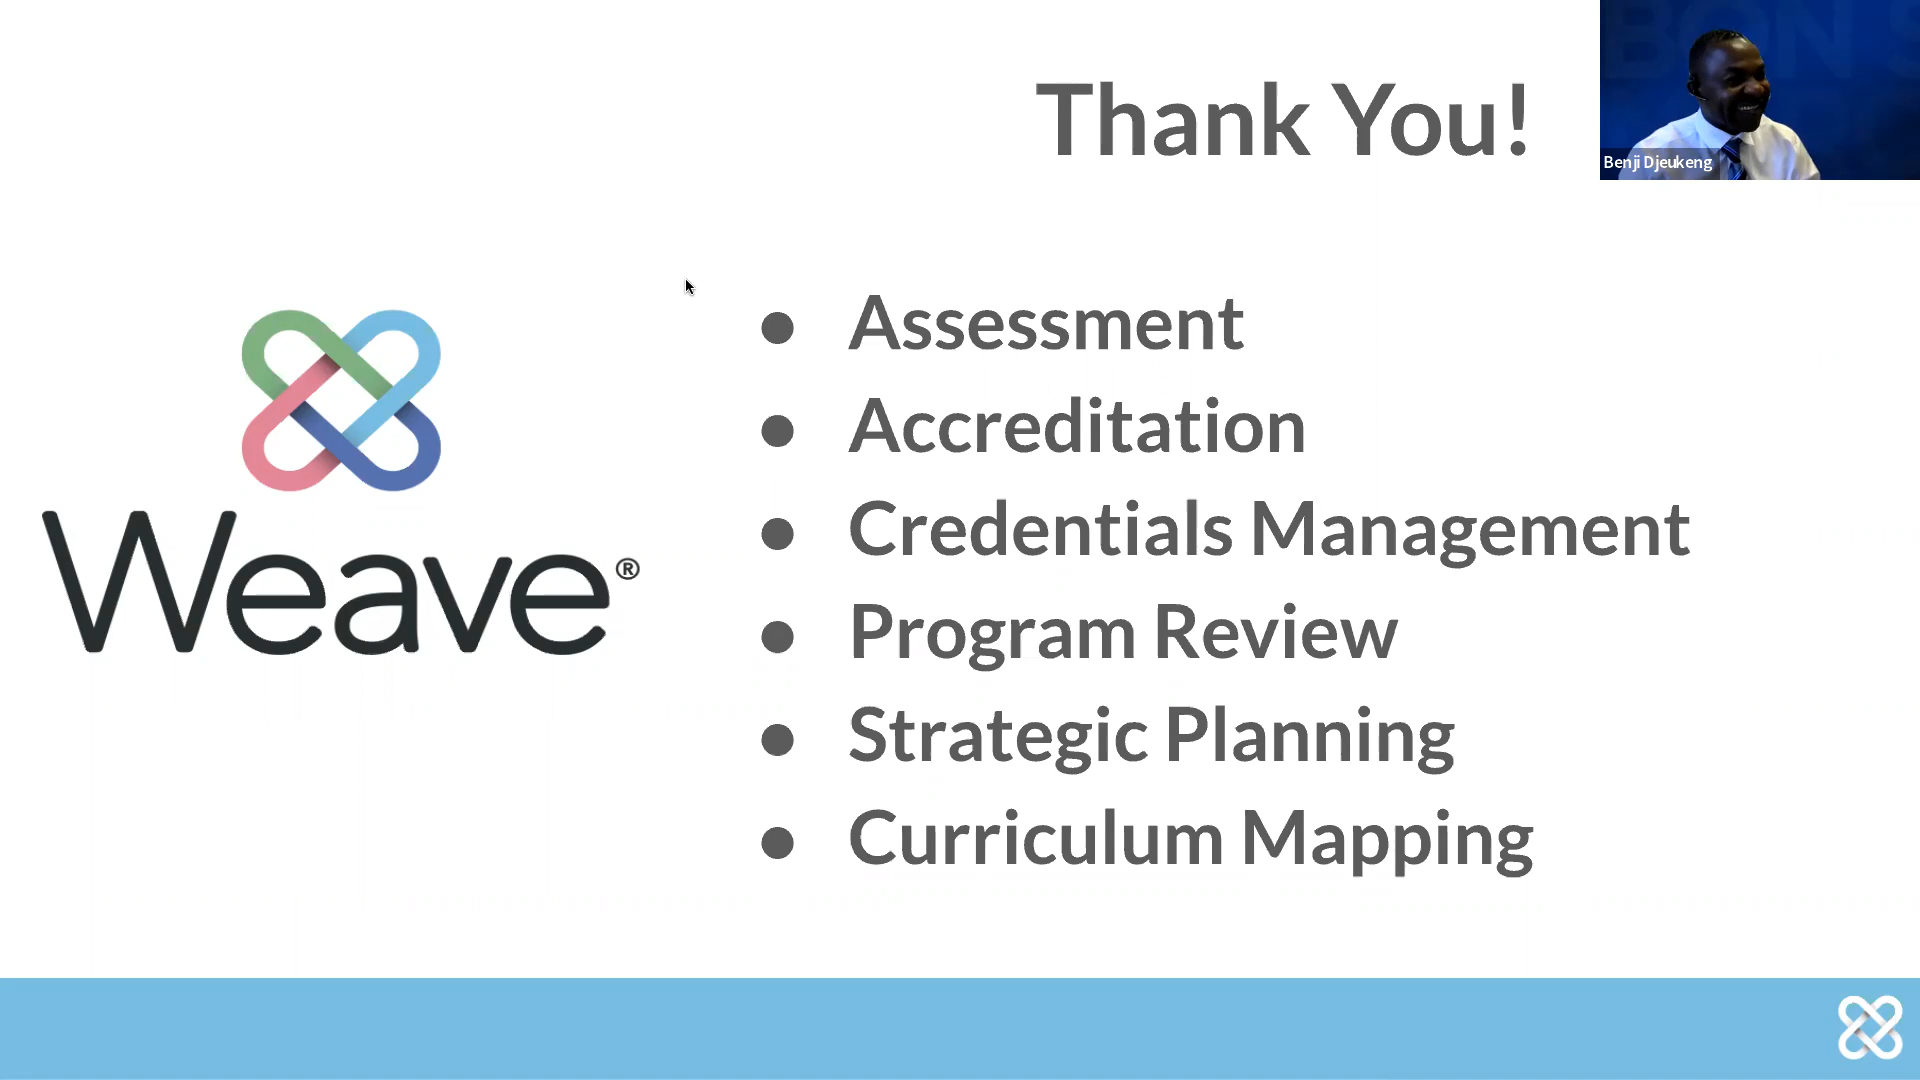 Thank You!
Benji Djeukeng
Weave®
● Assessment
● Accreditation
● Credentials Management
● Program Review
● Strategic Planning
● Curriculum Mapping